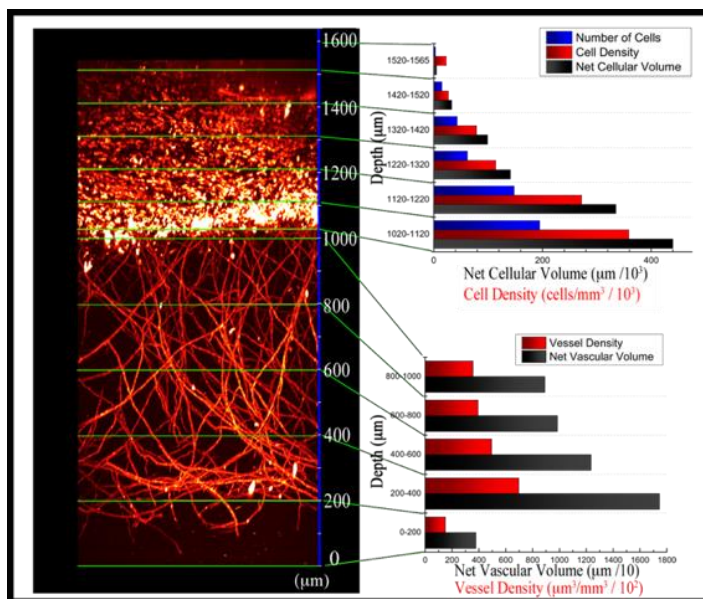 1600
1400
1200
1000
800
600
400
200
0
(μm)
Number of Cells
Cell Density
Net Cellular Volume
Depth (μm)
1520-1565
1420-1520
1320-1420
1220-1320
1120-1220
1020-1120
200
400
Net Cellular Volume (μm /10³)
Cell Density (cells/mm³ / 10³)
Vessel Density
Net Vascular Volume
Depth (μm)
800-1000
600-800
400-600
200-400
0-200
0
200
400
600
800
1000
1200
1400
1600
1800
Net Vascular Volume (μm /10)
Vessel Density (μm³/mm³ / 10²)